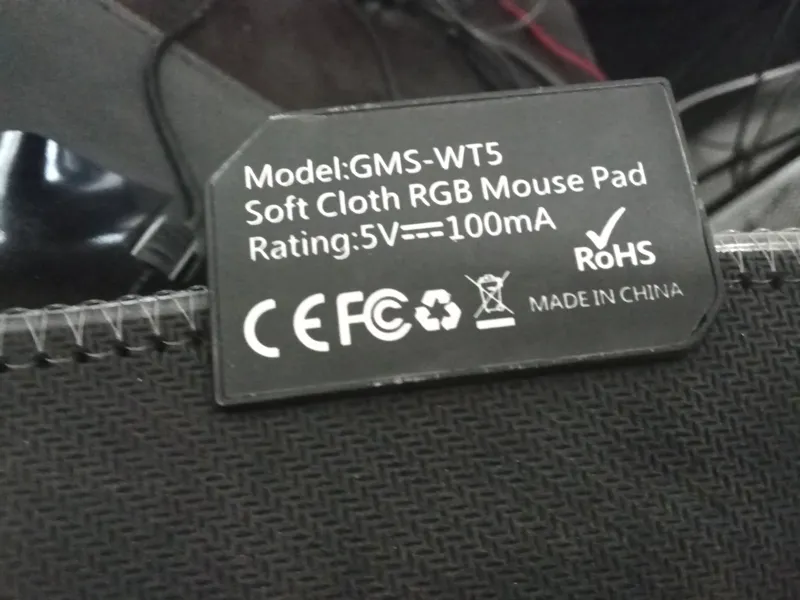 Model:GMS-WT5
Soft Cloth RGB Mouse Pad
Rating:5V⎓100mA
RoHS
CE FC MADE IN CHINA